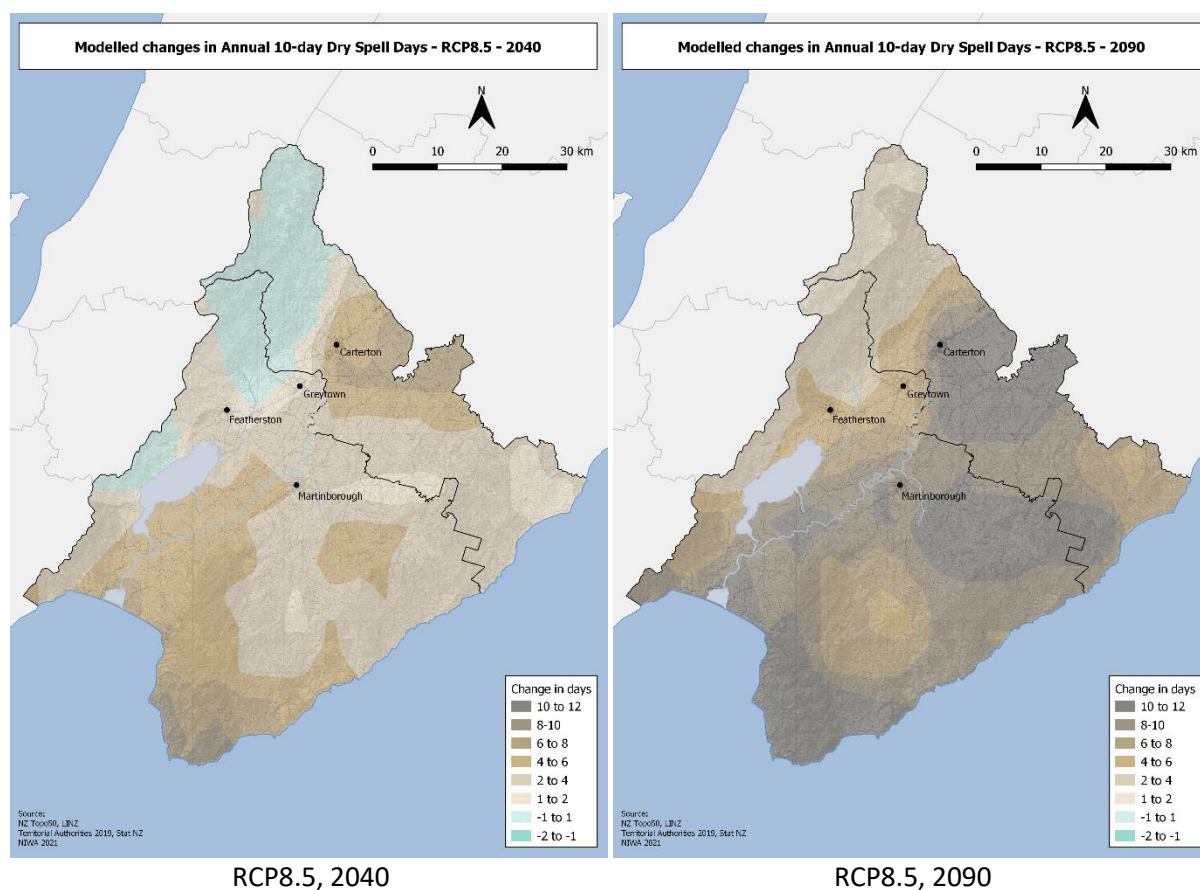 Modelled changes in Annual 10-day Dry Spell Days - RCP8.5 - 2040
N
0 10 20 30 km
Carterton
Greytown
Featherston
Martinborough
Change in days
10 to 12
8-10
6 to 8
4 to 6
2 to 4
1 to 2
-1 to 1
-2 to -1
Source:
NZ Topo50, LINZ
Territorial Authorities 2019, Stat NZ
NIWA 2021
RCP8.5, 2040
Modelled changes in Annual 10-day Dry Spell Days - RCP8.5 - 2090
N
0 10 20 30 km
Carterton
Greytown
Featherston
Martinborough
Change in days
10 to 12
8-10
6 to 8
4 to 6
2 to 4
1 to 2
-1 to 1
-2 to -1
Source:
NZ Topo50, LINZ
Territorial Authorities 2019, Stat NZ
NIWA 2021
RCP8.5, 2090